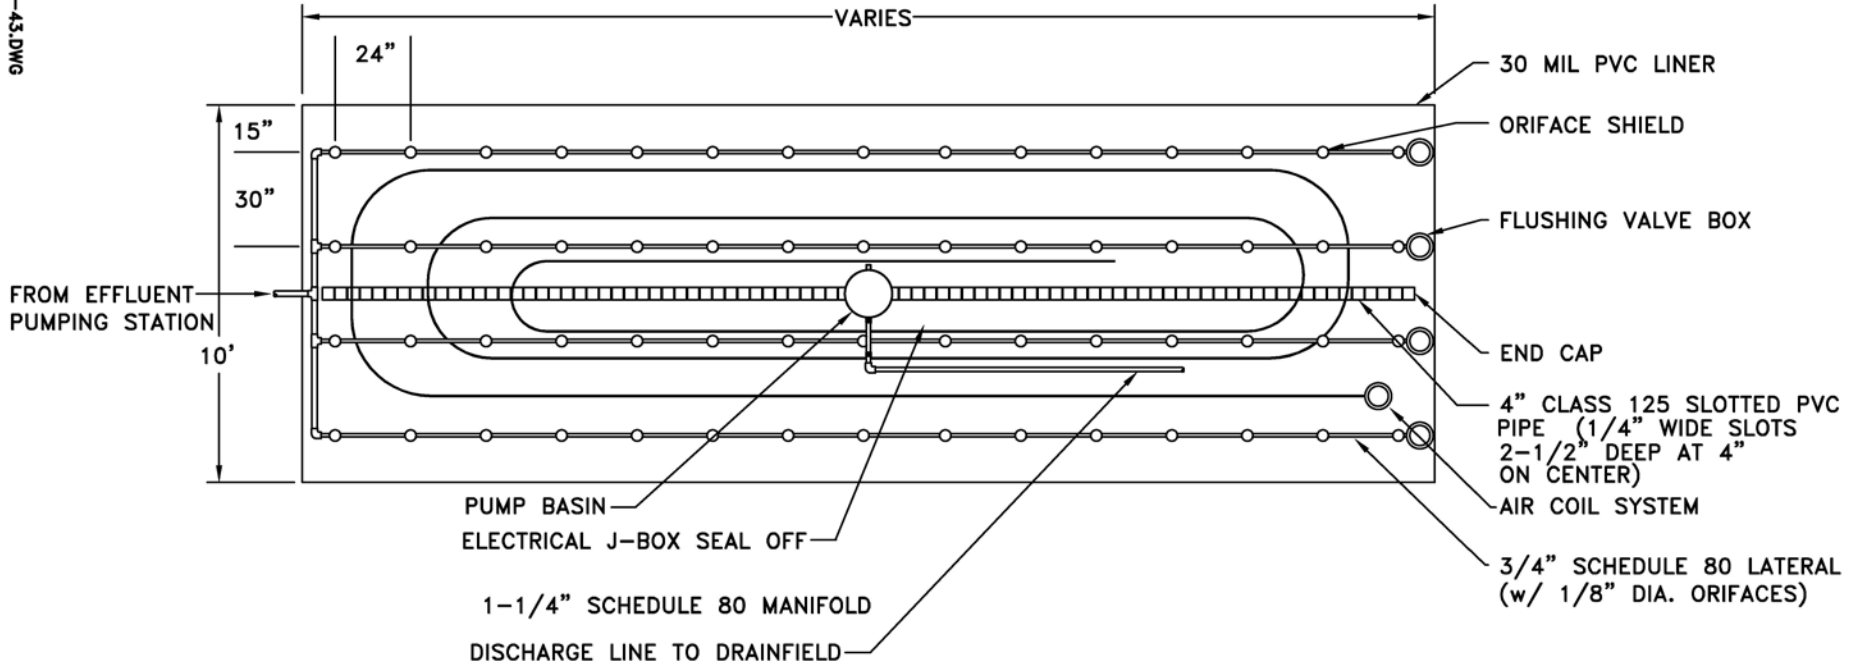 -43.DWG
VARIES
24"
30 MIL PVC LINER
15"
ORIFACE SHIELD
30"
FLUSHING VALVE BOX
FROM EFFLUENT
PUMPING STATION
10'
END CAP
4" CLASS 125 SLOTTED PVC
PIPE (1/4" WIDE SLOTS
2-1/2" DEEP AT 4"
ON CENTER)
PUMP BASIN
AIR COIL SYSTEM
ELECTRICAL J-BOX SEAL OFF
3/4" SCHEDULE 80 LATERAL
(w/ 1/8" DIA. ORIFACES)
1-1/4" SCHEDULE 80 MANIFOLD
DISCHARGE LINE TO DRAINFIELD